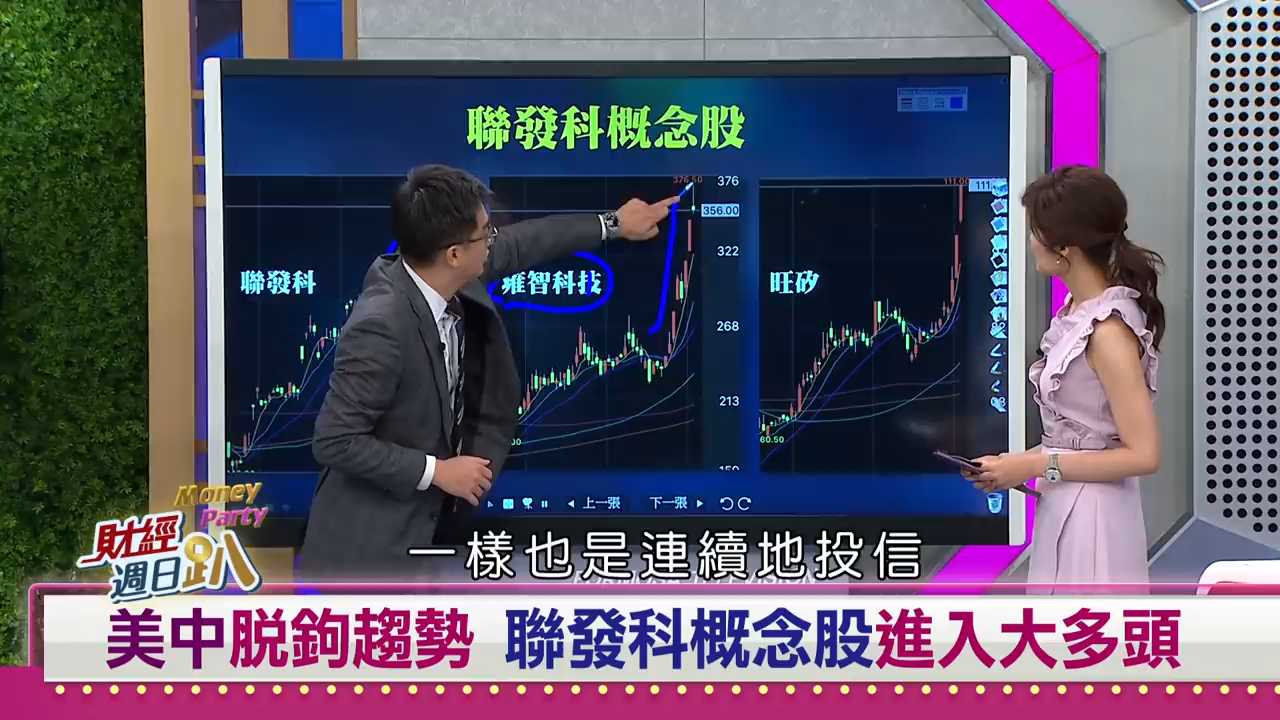 聯發科概念股
376.50
376
111.00
111.
356.00
322
聯發科
雍智科技
旺矽
268
213
60.50
上一張
下一張
Money
Party
財經
週日趴
一樣也是連續地投信
美中脱鉤趨勢 聯發科概念股進入大多頭